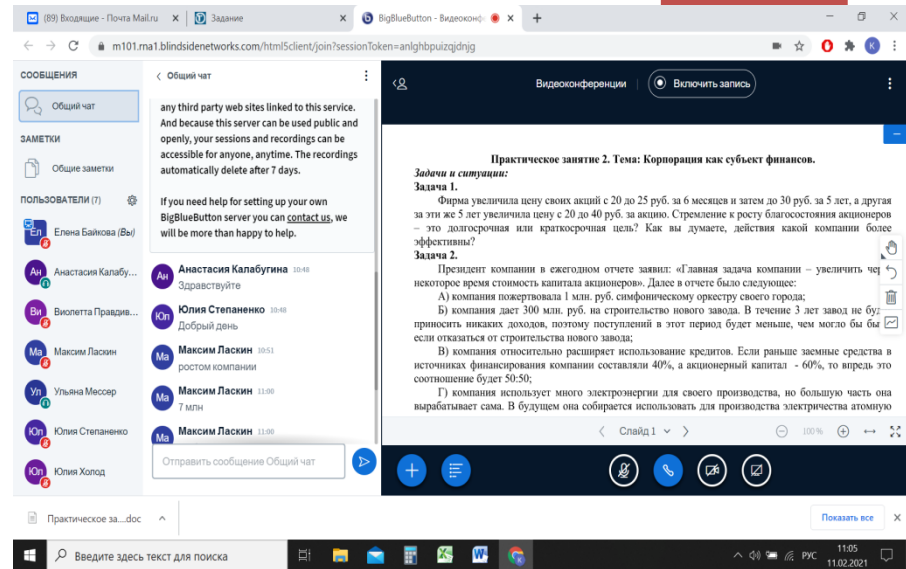 (89) Входящие - Почта Mail.ru
Задание
BigBlueButton - Видеоконфе
m101.rna1.blindsidenetworks.com/html5client/join?sessionToken=anlghbpuizqjdnjg
K
СООБЩЕНИЯ
Общий чат
ЗАМЕТКИ
Общие заметки
ПОЛЬЗОВАТЕЛИ (7)
Ел
Елена Байкова (Вы)
Ан
Анастасия Калабу...
Ви
Виолетта Правдив...
Ма
Максим Ласкин
Ул
Ульяна Мессер
Юл
Юлия Степаненко
Юл
Юлия Холод
Общий чат
any third party web sites linked to this service.
And because this server can be used public and
openly, your sessions and recordings can be
accessible for anyone, anytime. The recordings
automatically delete after 7 days.
If you need help for setting up your own
BigBlueButton server you can contact us, we
will be more than happy to help.
Ан
Анастасия Калабугина 10:48
Здравствуйте
Юл
Юлия Степаненко 10:48
Добрый день
Ма
Максим Ласкин 10:51
ростом компании
Ма
Максим Ласкин 11:00
7 млн
Ма
Максим Ласкин 11:00
Отправить сообщение Общий чат
Видеоконференции
Включить запись
Практическое занятие 2. Тема: Корпорация как субъект финансов.
Задачи и ситуации:
Задача 1.
Фирма увеличила цену своих акций с 20 до 25 руб. за 6 месяцев и затем до 30 руб. за 5 лет, а другая
за эти же 5 лет увеличила цену с 20 до 40 руб. за акцию. Стремление к росту благосостояния акционеров
– это долгосрочная или краткосрочная цель? Как вы думаете, действия какой компании более
эффективны?
Задача 2.
Президент компании в ежегодном отчете заявил: «Главная задача компании – увеличить чер
некоторое время стоимость капитала акционеров». Далее в отчете было следующее:
А) компания пожертвовала 1 млн. руб. симфоническому оркестру своего города;
Б) компания дает 300 млн. руб. на строительство нового завода. В течение 3 лет завод не буд
приносить никаких доходов, поэтому поступлений в этот период будет меньше, чем могло бы бы
если отказаться от строительства нового завода;
В) компания относительно расширяет использование кредитов. Если раньше заемные средства в
источниках финансирования компании составляли 40%, а акционерный капитал - 60%, то впредь это
соотношение будет 50:50;
Г) компания использует много электроэнергии для своего производства, но большую часть она
вырабатывает сама. В будущем она собирается использовать для производства электричества атомную
Слайд 1
100 %
Практическое за....doc
Показать все
Введите здесь текст для поиска
РУС
11:05
11.02.2021